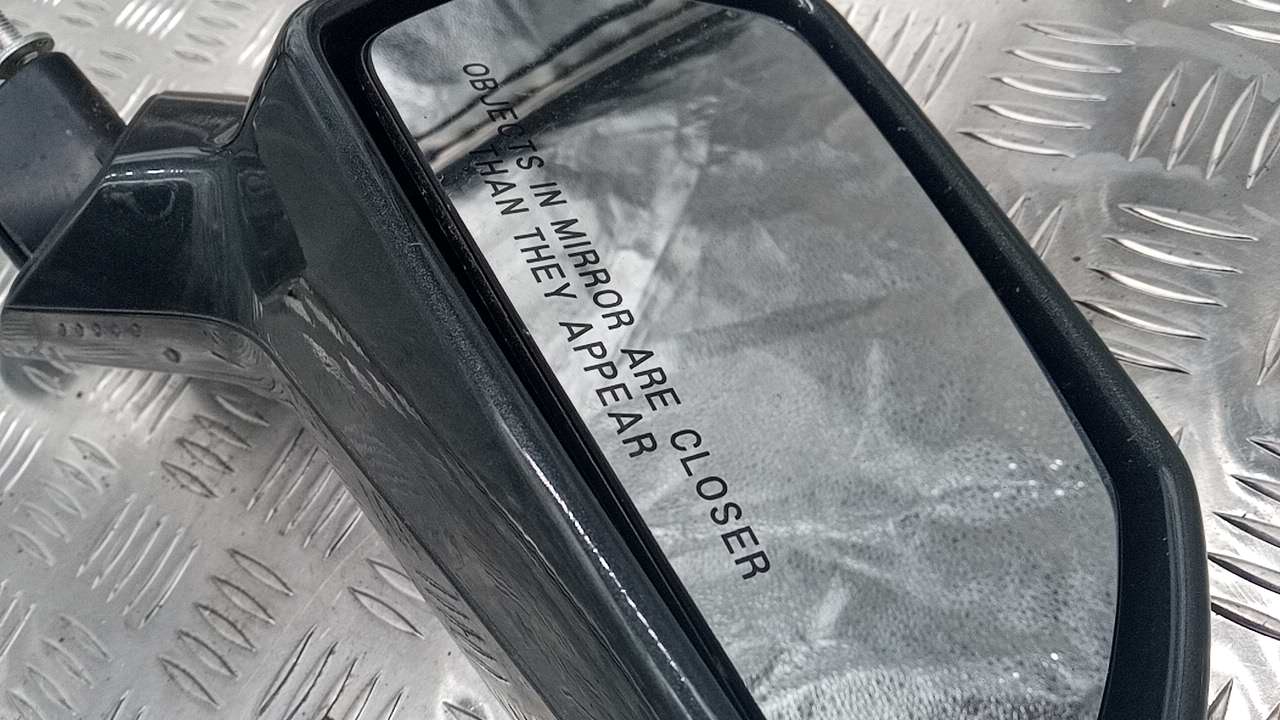 OBJECTS IN MIRROR ARE CLOSER
THAN THEY APPEAR